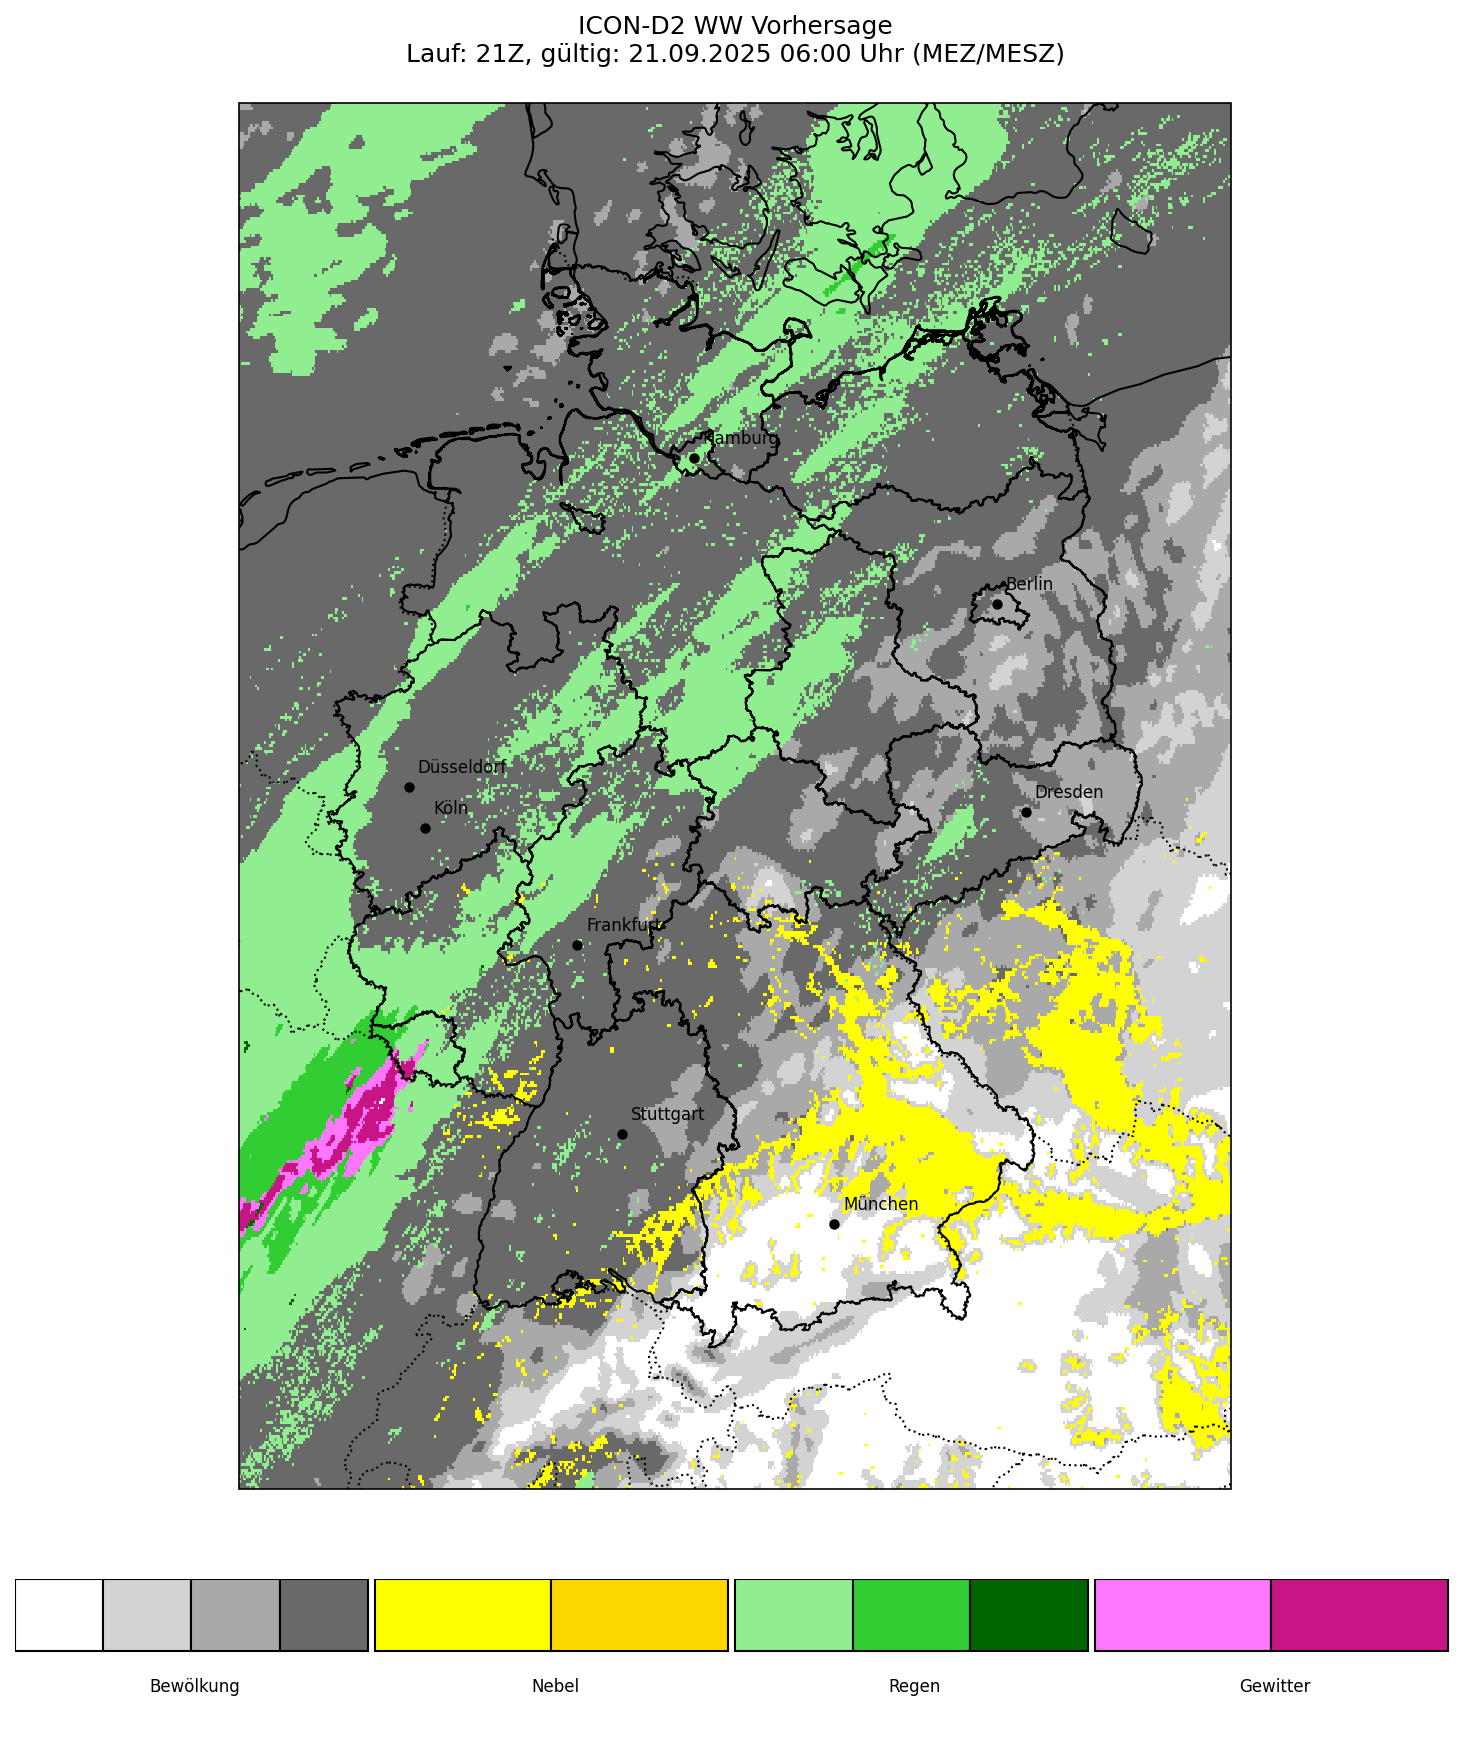 ICON-D2 WW Vorhersage
Lauf: 21Z, gültig: 21.09.2025 06:00 Uhr (MEZ/MESZ)
Hamburg
Berlin
Düsseldorf
Köln
Dresden
Frankfurt
Stuttgart
München
Bewölkung
Nebel
Regen
Gewitter